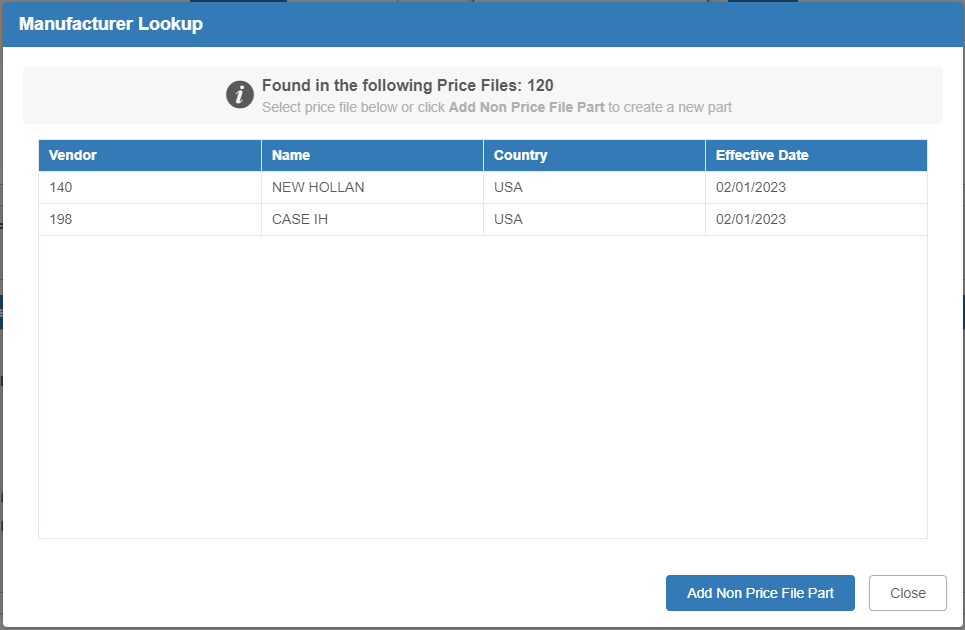 Manufacturer Lookup
Found in the following Price Files: 120
Select price file below or click Add Non Price File Part to create a new part
Vendor Name Country Effective Date
140 NEW HOLLAN USA 02/01/2023
198 CASE IH USA 02/01/2023
Add Non Price File Part Close